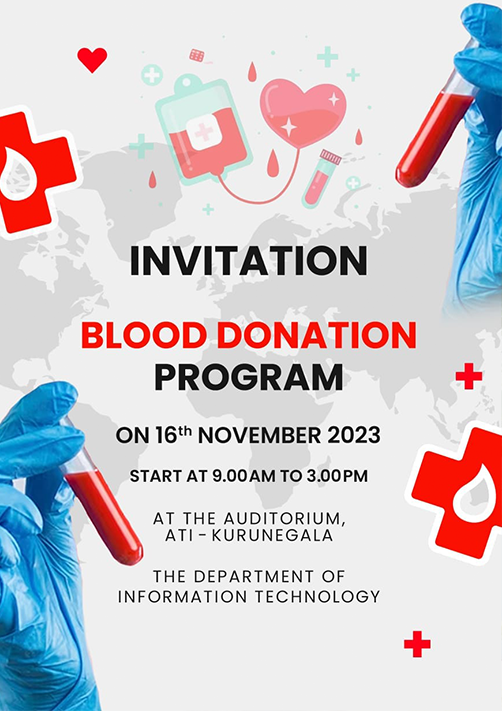 INVITATION
BLOOD DONATION
PROGRAM
ON 16th NOVEMBER 2023
START AT 9.00AM TO 3.00PM
AT THE AUDITORIUM,
ATI - KURUNEGALA
THE DEPARTMENT OF
INFORMATION TECHNOLOGY